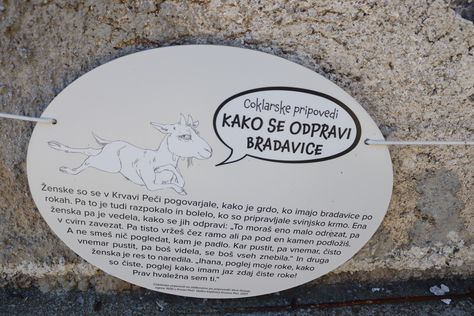 Coklarske pripovedi
KAKO SE ODPRAVI
BRADAVICE
Ženske so se v Krvavi Peči pogovarjale, kako je grdo, ko imajo bradavice po
rokah. Pa to je tudi razpokalo in bolelo, ko so pripravljale svinjsko krmo. Ena
ženska pa je vedela, kako se jih odpravi: „To moraš eno malo odrezat, pa
v cvirn zavezat. Pa tisto vržeš čez ramo ali pa pod en kamen podložiš.
A ne smeš nič pogledat, kam je padlo. Kar pustit, pa vnemar, čisto
vnemar pustit, pa boš videla, se boš vseh znebila.“ In druga
ženska je res to naredila. „Ihana, poglej moje roke, kako
so čiste, poglej kako imam jaz zdaj čiste roke!
Prav hvaležna sem ti.“